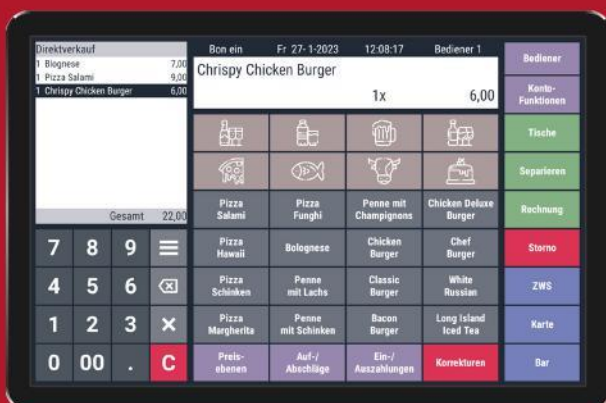 Direktverkauf
1 Blognese 7,00
1 Pizza Salami 9,00
1 Chrispy Chicken Burger 6,00
Gesamt 22,00
Bon ein Fr 27-1-2023 12:08:17 Bediener 1
Chrispy Chicken Burger
1x 6,00
Pizza Salami
Pizza Funghi
Penne mit Champignons
Chicken Deluxe Burger
Pizza Hawaii
Bolognese
Chicken Burger
Chef Burger
Pizza Schinken
Penne mit Lachs
Classic Burger
White Russian
Pizza Margherita
Penne mit Schinken
Bacon Burger
Long Island Iced Tea
Preis-
ebenen
Auf-/
Abschläge
Ein-/
Auszahlungen
Korrekturen
7 8 9
4 5 6
1 2 3 ×
0 00 . C
Bediener
Konto-
Funktionen
Tische
Separieren
Rechnung
Storno
ZWS
Karte
Bar